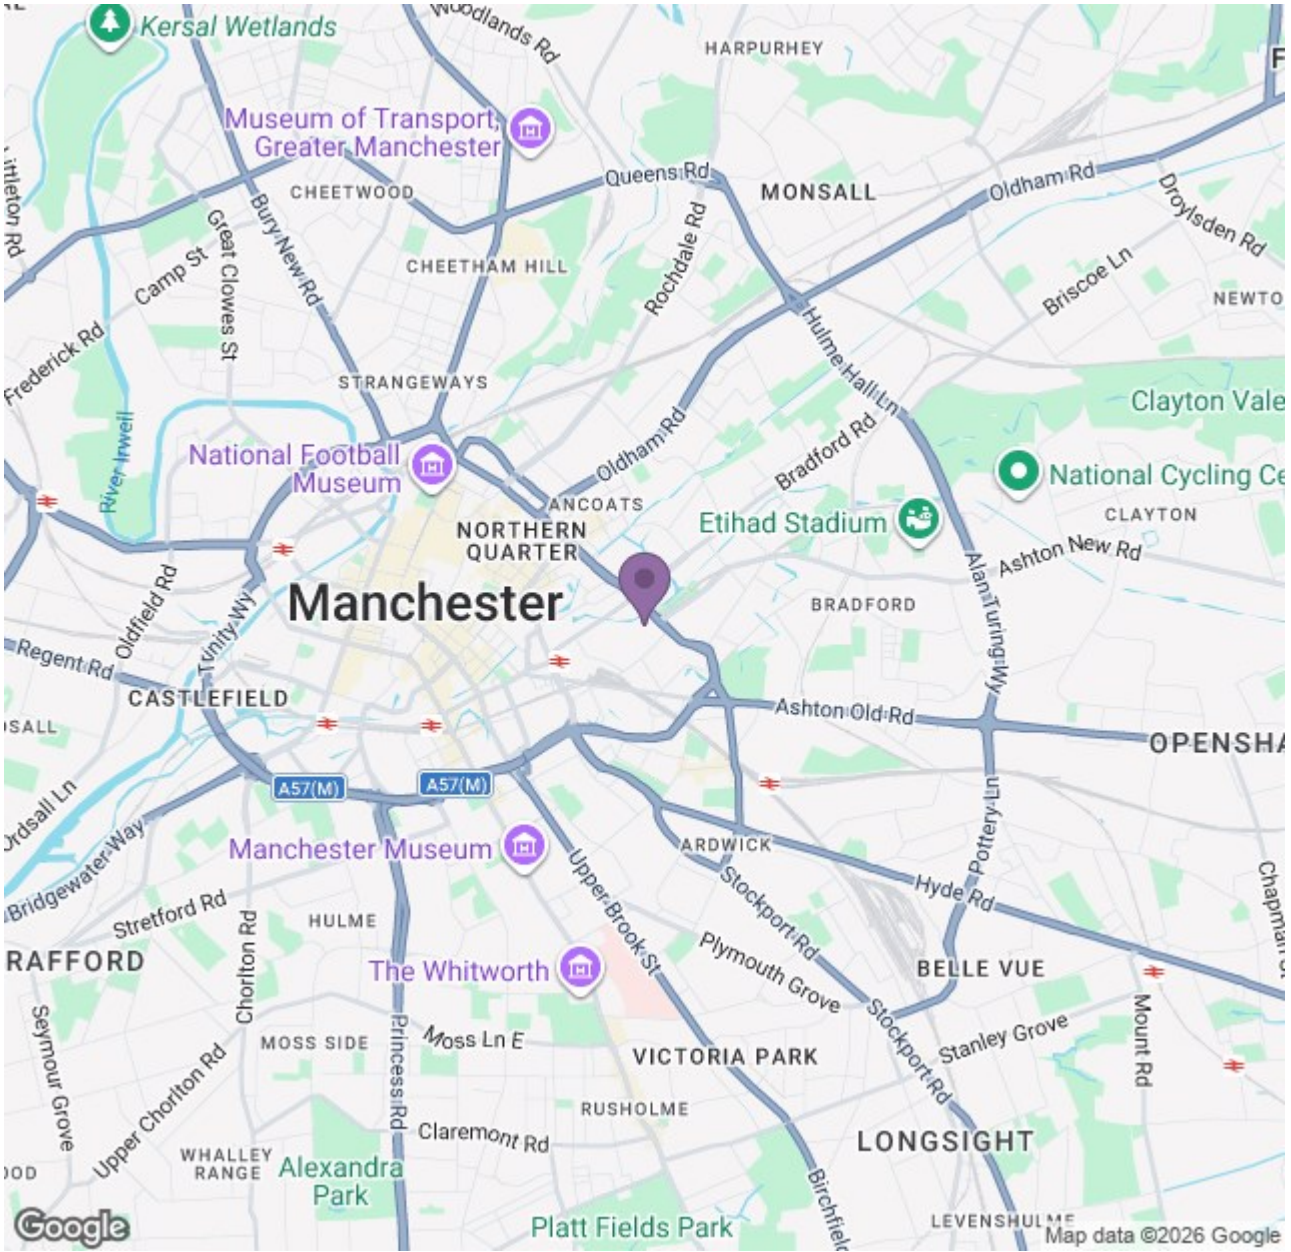 Kersal Wetlands
Woodlands Rd
HARPURHEY
Museum of Transport,
Greater Manchester
Queens Rd
MONSALL
Oldham Rd
Droylsden Rd
Littleton Rd
CHEETWOOD
Great Clowes St
Bury New Rd
Camp St
CHEETHAM HILL
Rochdale Rd
Briscoe Ln
NEWTO
Frederick Rd
STRANGEWAYS
Hulme Hall Ln
Clayton Vale
River Irwell
National Football
Museum
Oldham Rd
Bradford Rd
National Cycling Ce
ANCOATS
Etihad Stadium
CLAYTON
NORTHERN
QUARTER
Ashton New Rd
Alan Turing Wy
Manchester
BRADFORD
Oldfield Rd
Trinity Wy
Regent Rd
CASTLEFIELD
Ashton Old Rd
OPENSHA
A57(M)
A57(M)
Ordsall Ln
Pottery Ln
Bridgewater Way
Manchester Museum
ARDWICK
Upper Brook St
Stockport Rd
Hyde Rd
Chapman St
Stretford Rd
HULME
Chorlton Rd
Plymouth Grove
RAFFORD
The Whitworth
BELLE VUE
Seymour Grove
Princess Rd
MOSS SIDE
Moss Ln E
VICTORIA PARK
Stockport Rd
Stanley Grove
Mount Rd
Upper Chorlton Rd
RUSHOLME
Claremont Rd
LONGSIGHT
WHALLEY
RANGE
Alexandra
Park
Birchfiel
Platt Fields Park
LEVENSHULME
Google
Map data ©2026 Google